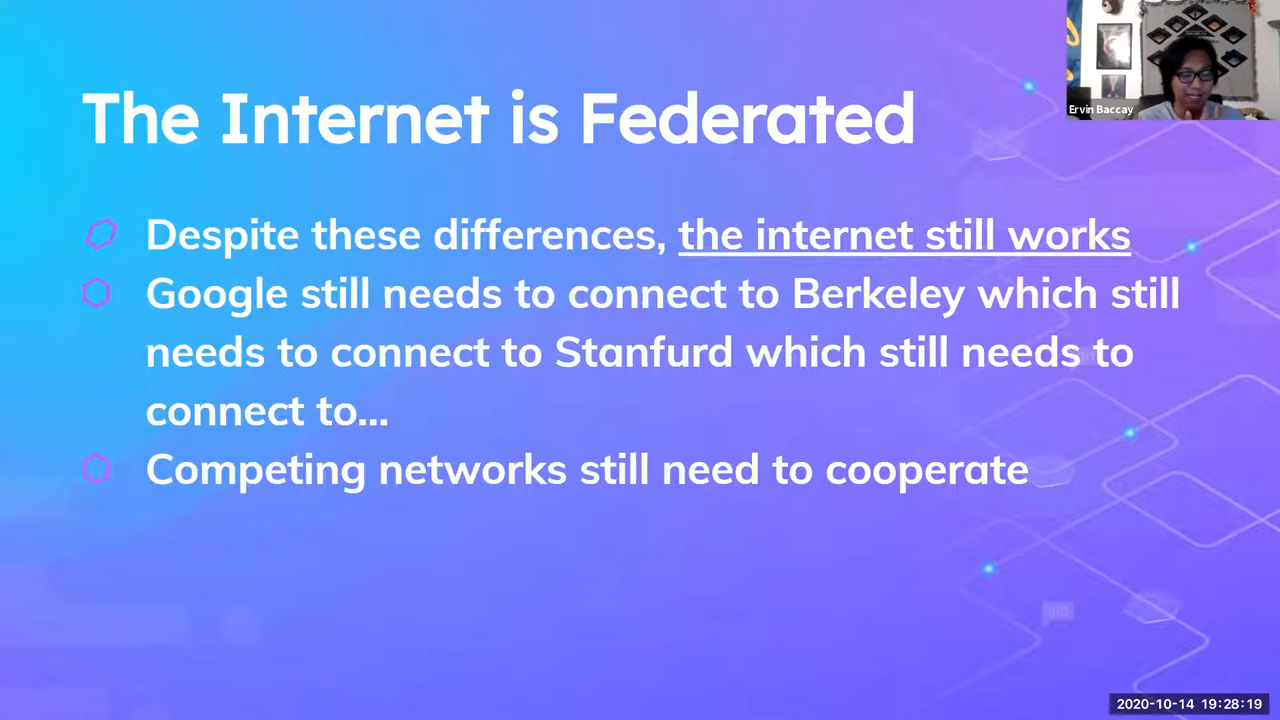 The Internet is Federated
Despite these differences, the internet still works
Google still needs to connect to Berkeley which still
needs to connect to Stanfurd which still needs to
connect to...
Competing networks still need to cooperate
Ervin Baccay
2020-10-14 19:28:19